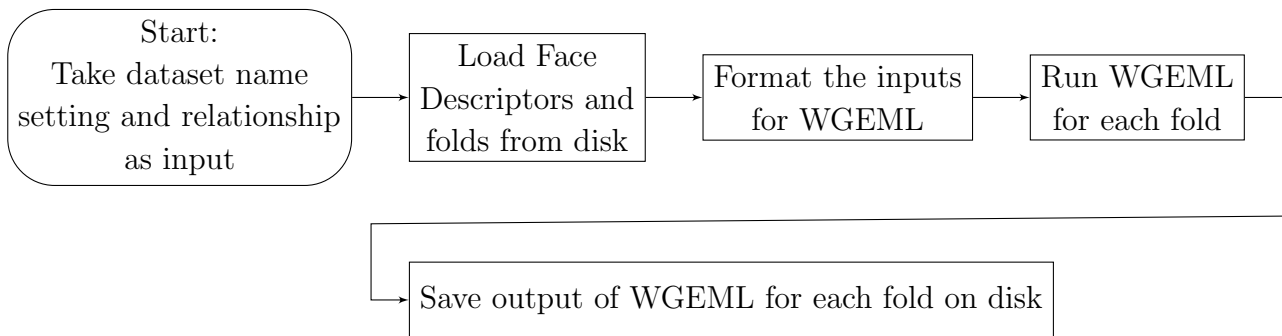 Start:
Take dataset name
setting and relationship
as input
Load Face
Descriptors and
folds from disk
Format the inputs
for WGEML
Run WGEML
for each fold
Save output of WGEML for each fold on disk